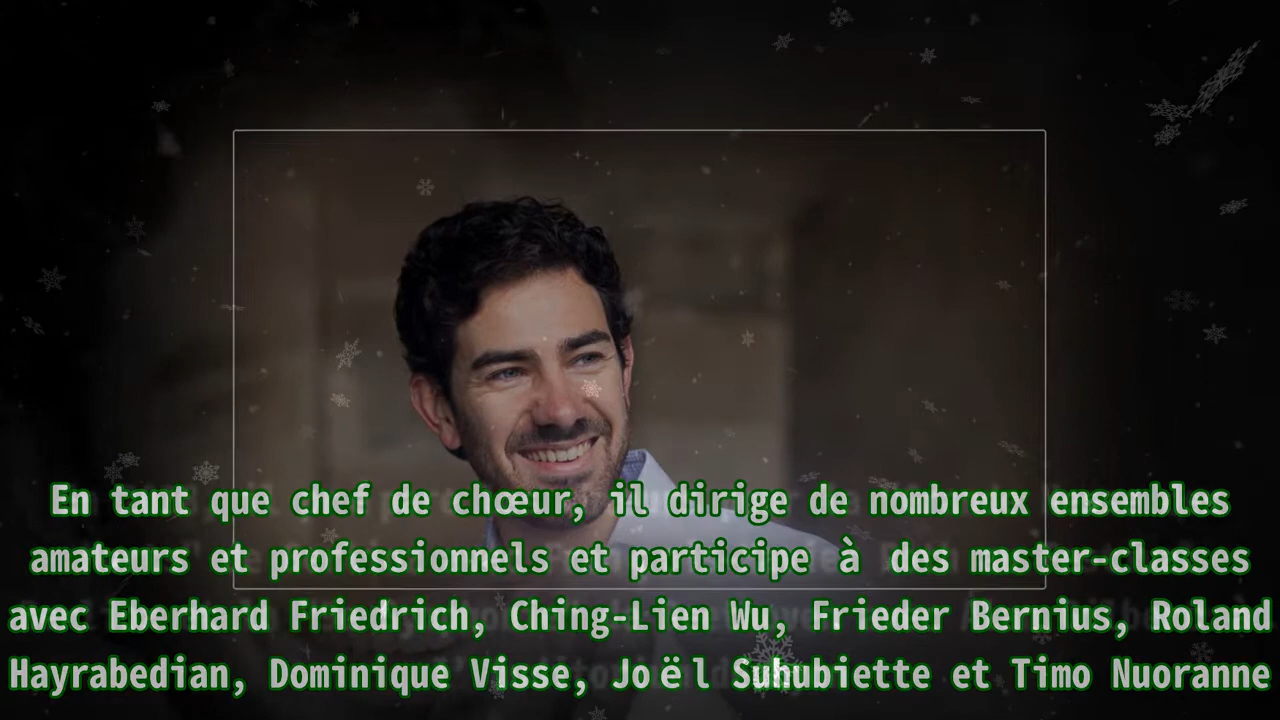 En tant que chef de chœur, il dirige de nombreux ensembles
amateurs et professionnels et participe à des master-classes
avec Eberhard Friedrich, Ching-Lien Wu, Frieder Bernius, Roland
Hayrabedian, Dominique Visse, Joël Suhubiette et Timo Nuoranne